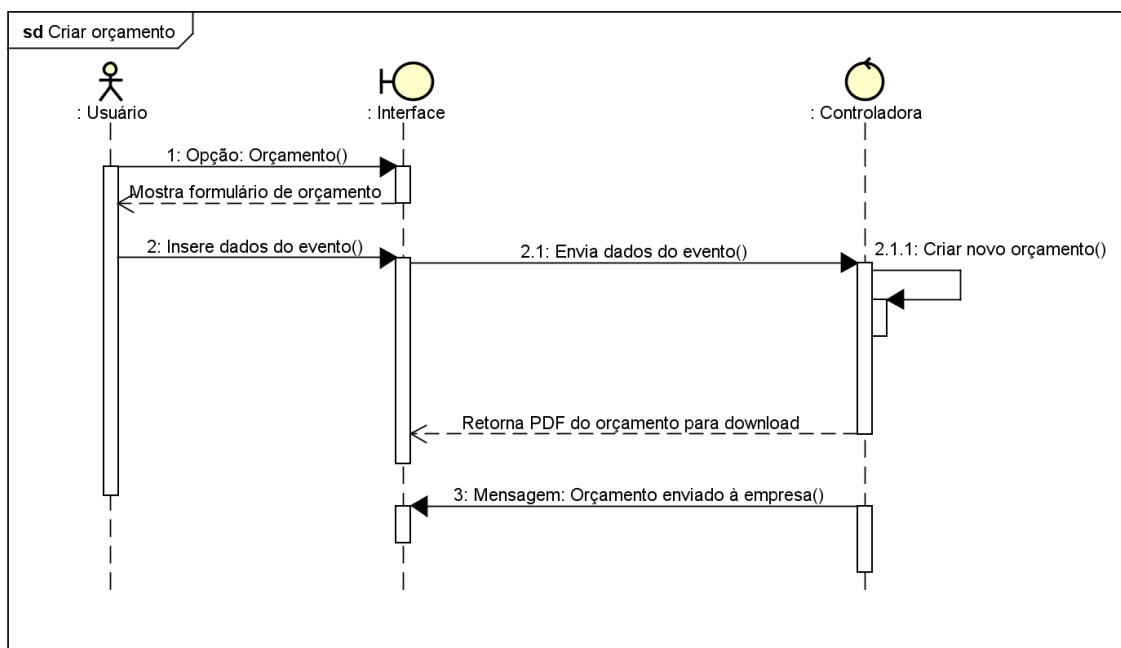 sd Criar orçamento
: Usuário
: Interface
: Controladora
1: Opção: Orçamento()
Mostra formulário de orçamento
2: Insere dados do evento()
2.1: Envia dados do evento()
2.1.1: Criar novo orçamento()
Retorna PDF do orçamento para download
3: Mensagem: Orçamento enviado à empresa()